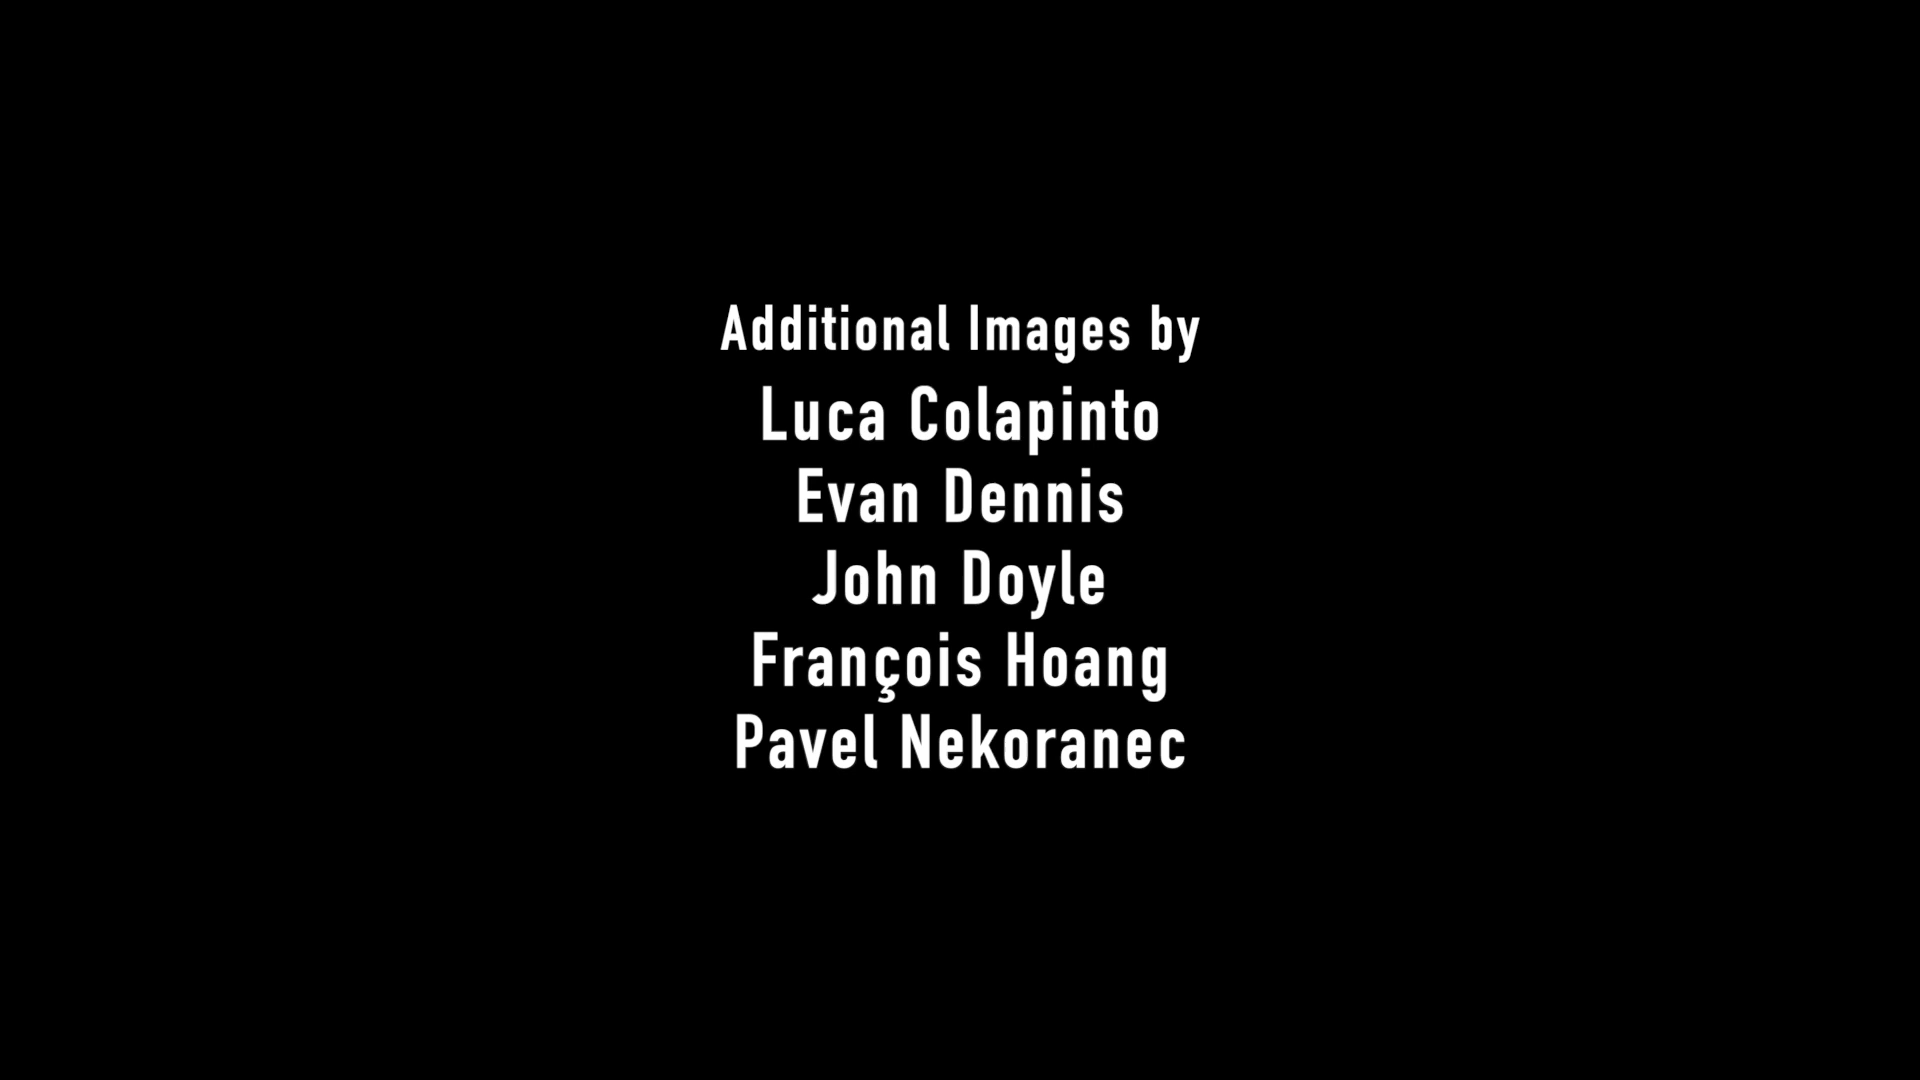 Additional Images by
Luca Colapinto
Evan Dennis
John Doyle
François Hoang
Pavel Nekoranec